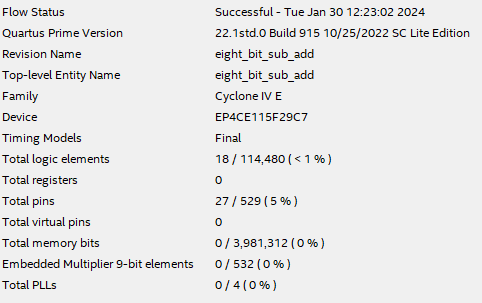 Flow Status Successful - Tue Jan 30 12:23:02 2024
Quartus Prime Version 22.1std.0 Build 915 10/25/2022 SC Lite Edition
Revision Name eight_bit_sub_add
Top-level Entity Name eight_bit_sub_add
Family Cyclone IV E
Device EP4CE115F29C7
Timing Models Final
Total logic elements 18 / 114,480 ( < 1 % )
Total registers 0
Total pins 27 / 529 ( 5 % )
Total virtual pins 0
Total memory bits 0 / 3,981,312 ( 0 % )
Embedded Multiplier 9-bit elements 0 / 532 ( 0 % )
Total PLLs 0 / 4 ( 0 % )